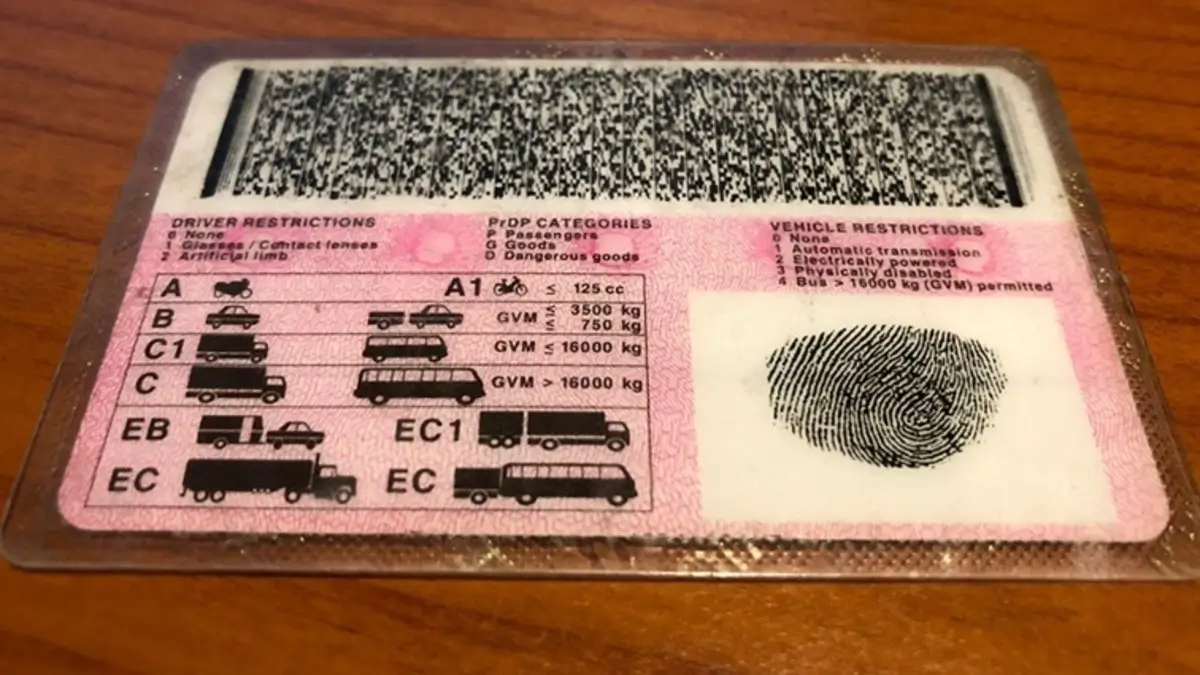 DRIVER RESTRICTIONS
0 None
1 Glasses / Contact lenses
2 Artificial limb
PrDP CATEGORIES
P Passengers
G Goods
D Dangerous goods
VEHICLE RESTRICTIONS
0 None
1 Automatic transmission
2 Electrically powered
3 Physically disabled
4 Bus > 16000 kg (GVM) permitted
A A1 ≤ 125 cc
B GVM ≤ 3500 kg
≤ 750 kg
C1 GVM ≤ 16000 kg
C GVM > 16000 kg
EB EC1
EC EC